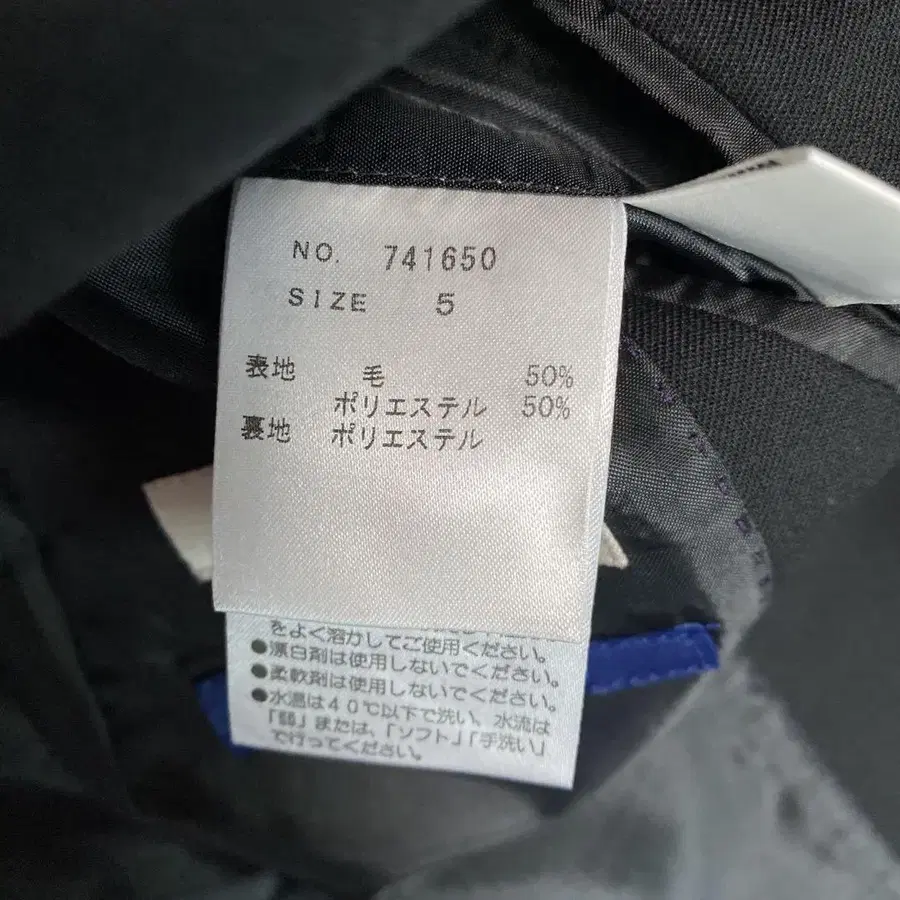 NO. 741650
SIZE 5
表地 毛 50%
ポリエステル 50%
裏地 ポリエステル
をよく溶かしてご使用ください。
●漂白剤は使用しないでください。
●柔軟剤は使用しないでください。
●水温は40℃以下で洗い、水流は
「弱」または、「ソフト」「手洗い」
で行ってください。